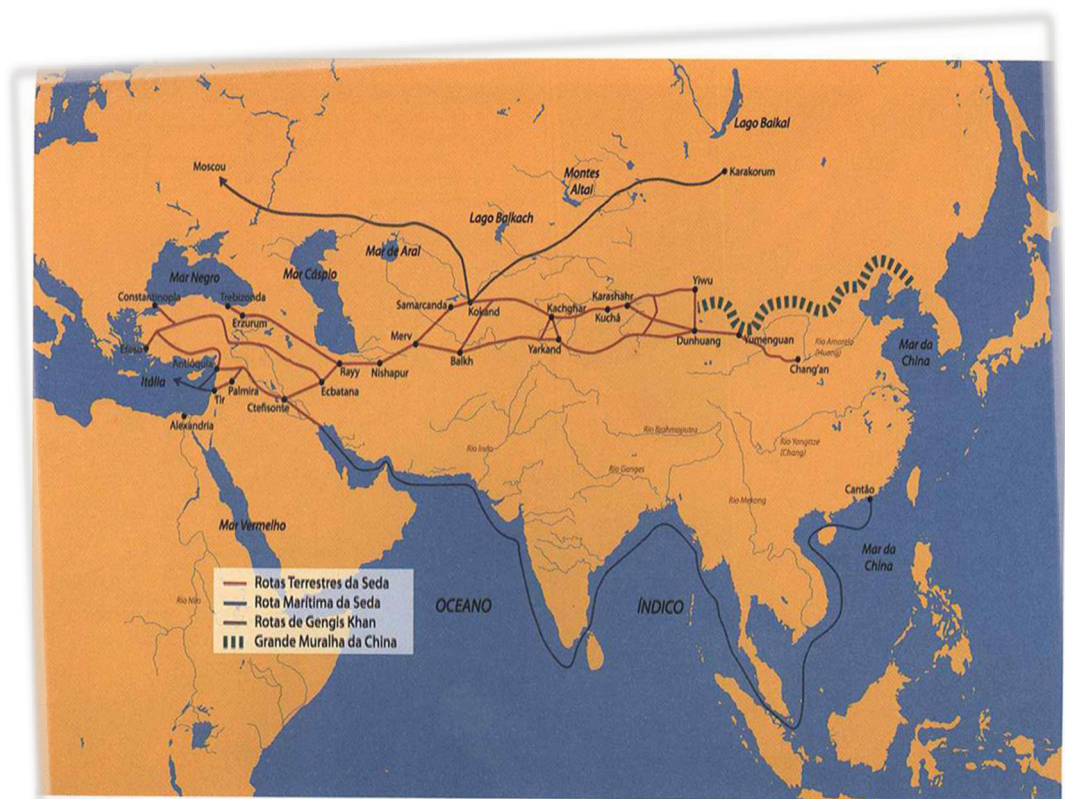 Lago Baikal
Moscou
Karakorum
Montes
Altai
Lago Balkach
Mar de Aral
Mar Negro
Mar Cáspio
Yiwu
Constantinopla
Trebizonda
Samarcanda
Kokand
Karashahr
Kachghar
Kuchá
Erzurum
Merv
Yarkand
Dunhuang
Yumenguan
Rio Amarelo
(Huang)
Mar da
China
Éfeso
Antióquia
Rayy
Nishapur
Balkh
Chang'an
Itália
Palmira
Ecbatana
Tir
Ctefisonte
Alexandria
Rio Indo
Rio Brahmaputra
Rio Yangitzé
(Chang)
Rio Ganges
Rio Mekong
Cantão
Mar Vermelho
Mar da
China
Rotas Terrestres da Seda
Rota Marítima da Seda
Rotas de Gengis Khan
Grande Muralha da China
Rio Nilo
OCEANO
ÍNDICO